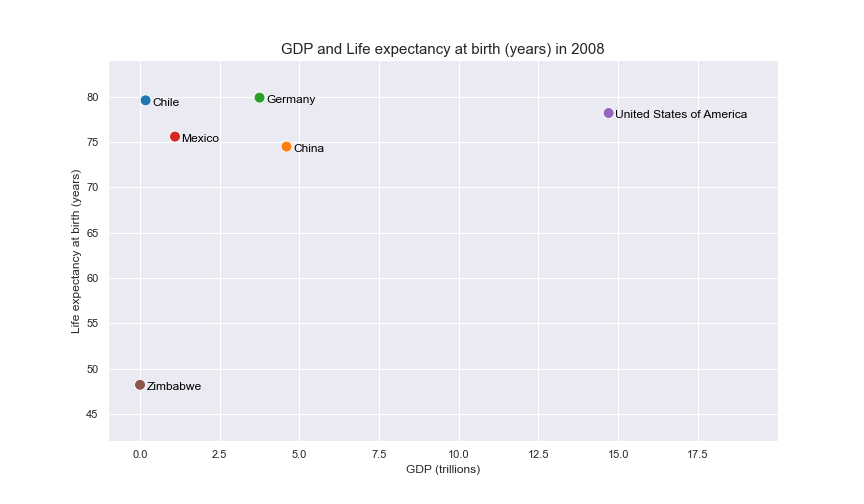 GDP and Life expectancy at birth (years) in 2008
Life expectancy at birth (years)
80
75
70
65
60
55
50
45
Chile
Germany
United States of America
Mexico
China
Zimbabwe
0.0 2.5 5.0 7.5 10.0 12.5 15.0 17.5
GDP (trillions)